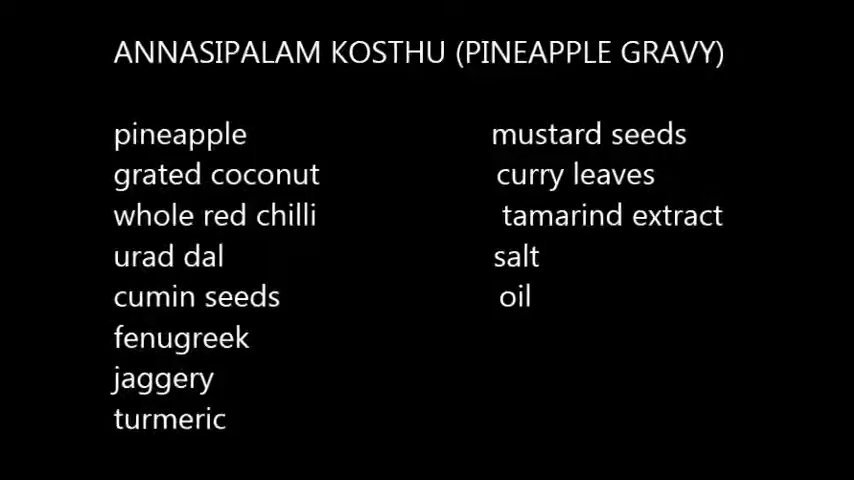 ANNASIPALAM KOSTHU (PINEAPPLE GRAVY)
pineapple
grated coconut
whole red chilli
urad dal
cumin seeds
fenugreek
jaggery
turmeric
mustard seeds
curry leaves
tamarind extract
salt
oil